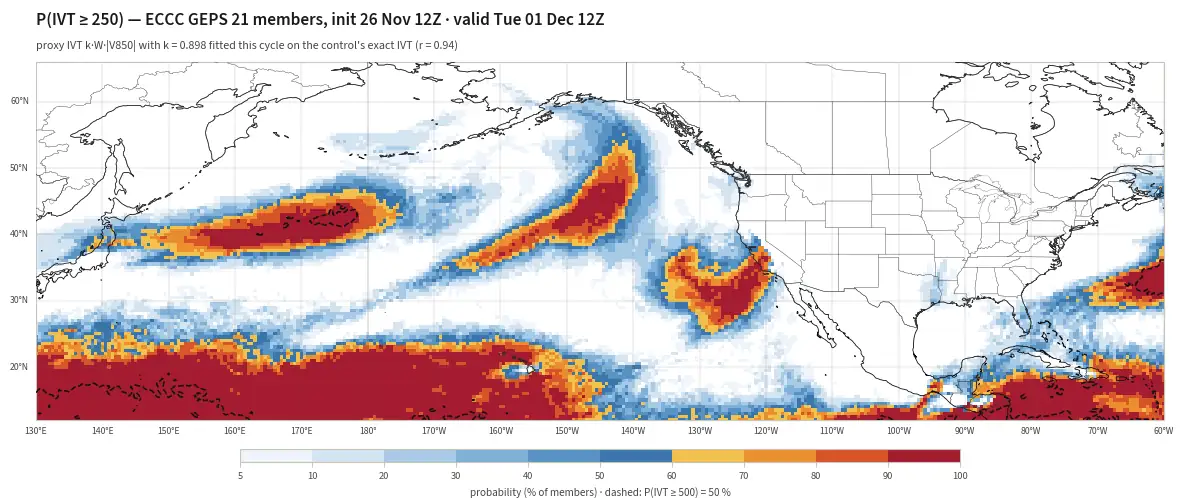 P(IVT ≥ 250) — ECCC GEPS 21 members, init 26 Nov 12Z · valid Tue 01 Dec 12Z
proxy IVT k·W·|V850| with k = 0.898 fitted this cycle on the control's exact IVT (r = 0.94)
60°N
50°N
40°N
30°N
20°N
130°E 140°E 150°E 160°E 170°E 180° 170°W 160°W 150°W 140°W 130°W 120°W 110°W 100°W 90°W 80°W 70°W 60°W
5 10 20 30 40 50 60 70 80 90 100
probability (% of members) · dashed: P(IVT ≥ 500) = 50 %